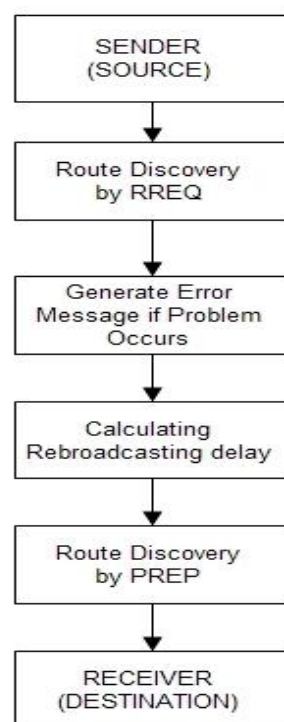 SENDER
(SOURCE)
Route Discovery
by RREQ
Generate Error
Message if Problem
Occurs
Calculating
Rebroadcasting delay
Route Discovery
by PREP
RECEIVER
(DESTINATION)